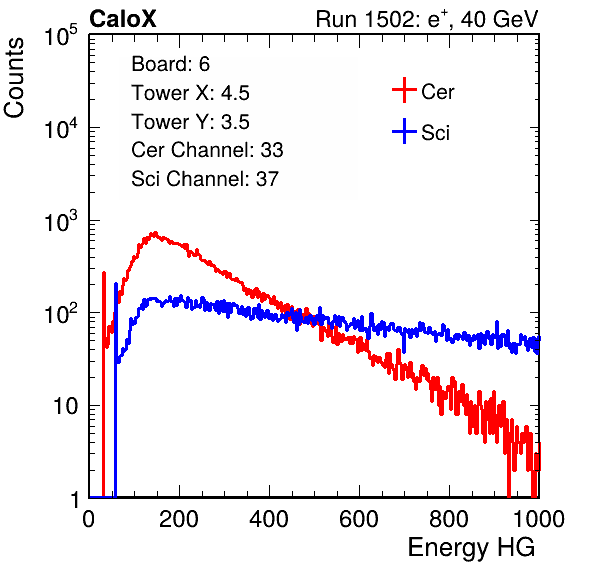 CaloX Run 1502: e⁺, 40 GeV
Counts
Board: 6
Tower X: 4.5
Tower Y: 3.5
Cer Channel: 33
Sci Channel: 37
Cer
Sci
10⁵
10⁴
10³
10²
10
1
0 200 400 600 800 1000
Energy HG